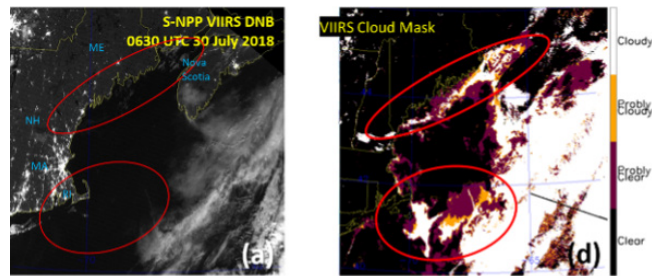 S-NPP VIIRS DNB
0630 UTC 30 July 2018
ME
Nova
Scotia
NH
MA
(a)
VIIRS Cloud Mask
(d)
Cloudy
Probly
Cloudy
Probly
Clear
Clear